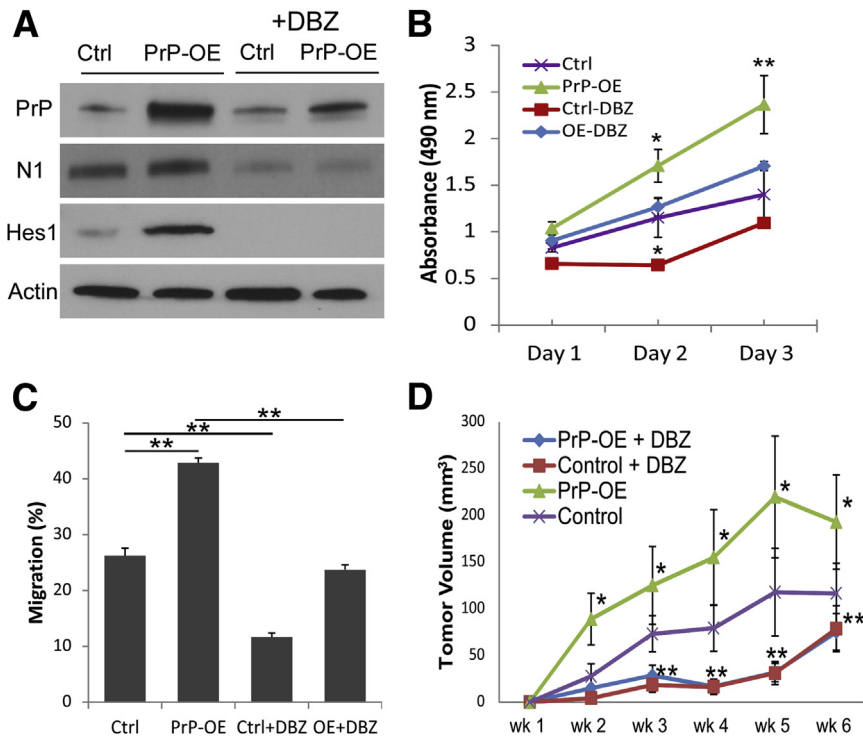 A
+DBZ
Ctrl PrP-OE Ctrl PrP-OE
PrP
N1
Hes1
Actin
B
Absorbance (490 nm)
3
2.5
2
1.5
1
0.5
0
Ctrl
PrP-OE
Ctrl-DBZ
OE-DBZ
*
**
*
Day 1 Day 2 Day 3
C
Migration (%)
50
40
30
20
10
0
**
**
**
Ctrl PrP-OE Ctrl+DBZ OE+DBZ
D
Tomor Volume (mm³)
300
250
200
150
100
50
0
PrP-OE + DBZ
Control + DBZ
PrP-OE
Control
*
*
*
*
*
**
**
**
**
wk 1 wk 2 wk 3 wk 4 wk 5 wk 6